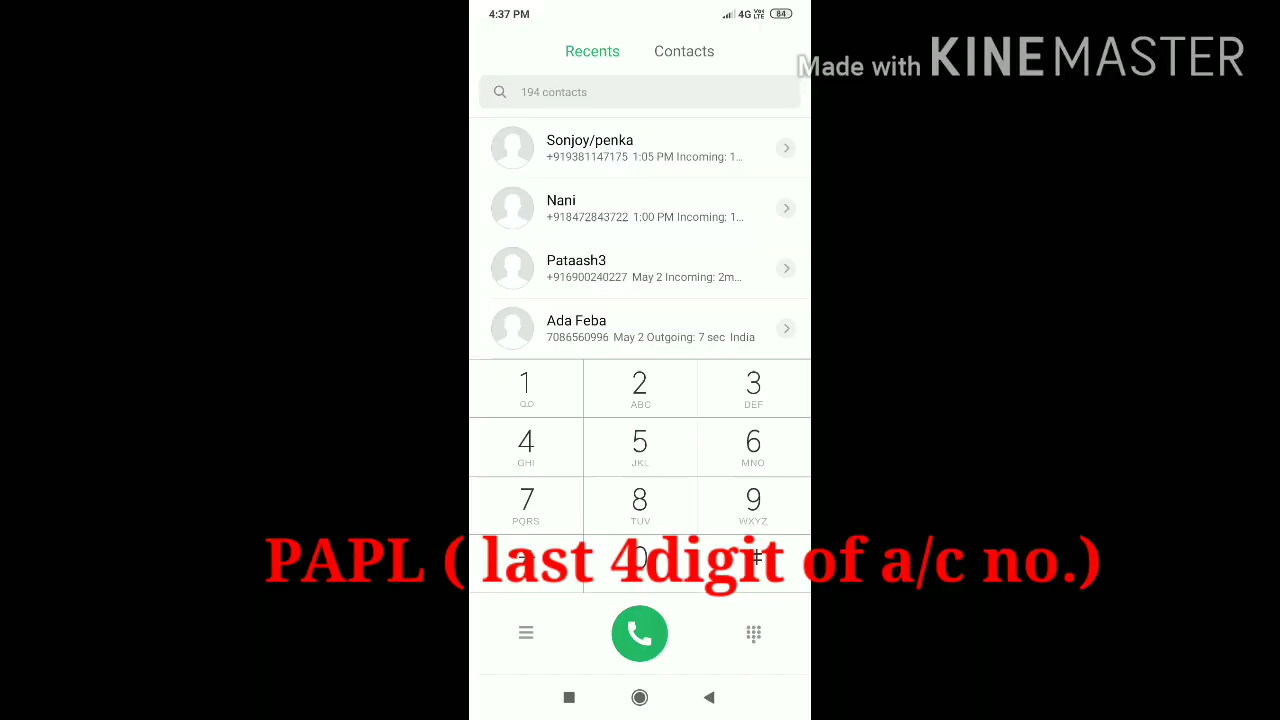 4:37 PM
4G Vo) LTE 84
Made with KINEMASTER
Recents Contacts
194 contacts
Sonjoy/penka
+919381147175 1:05 PM Incoming: 1...
Nani
+918472843722 1:00 PM Incoming: 1...
Pataash3
+916900240227 May 2 Incoming: 2m...
Ada Feba
7086560996 May 2 Outgoing: 7 sec India
1 2 3
ABC DEF
4 5 6
GHI JKL MNO
7 8 9
PQRS TUV WXYZ
0 #
PAPL ( last 4digit of a/c no.)